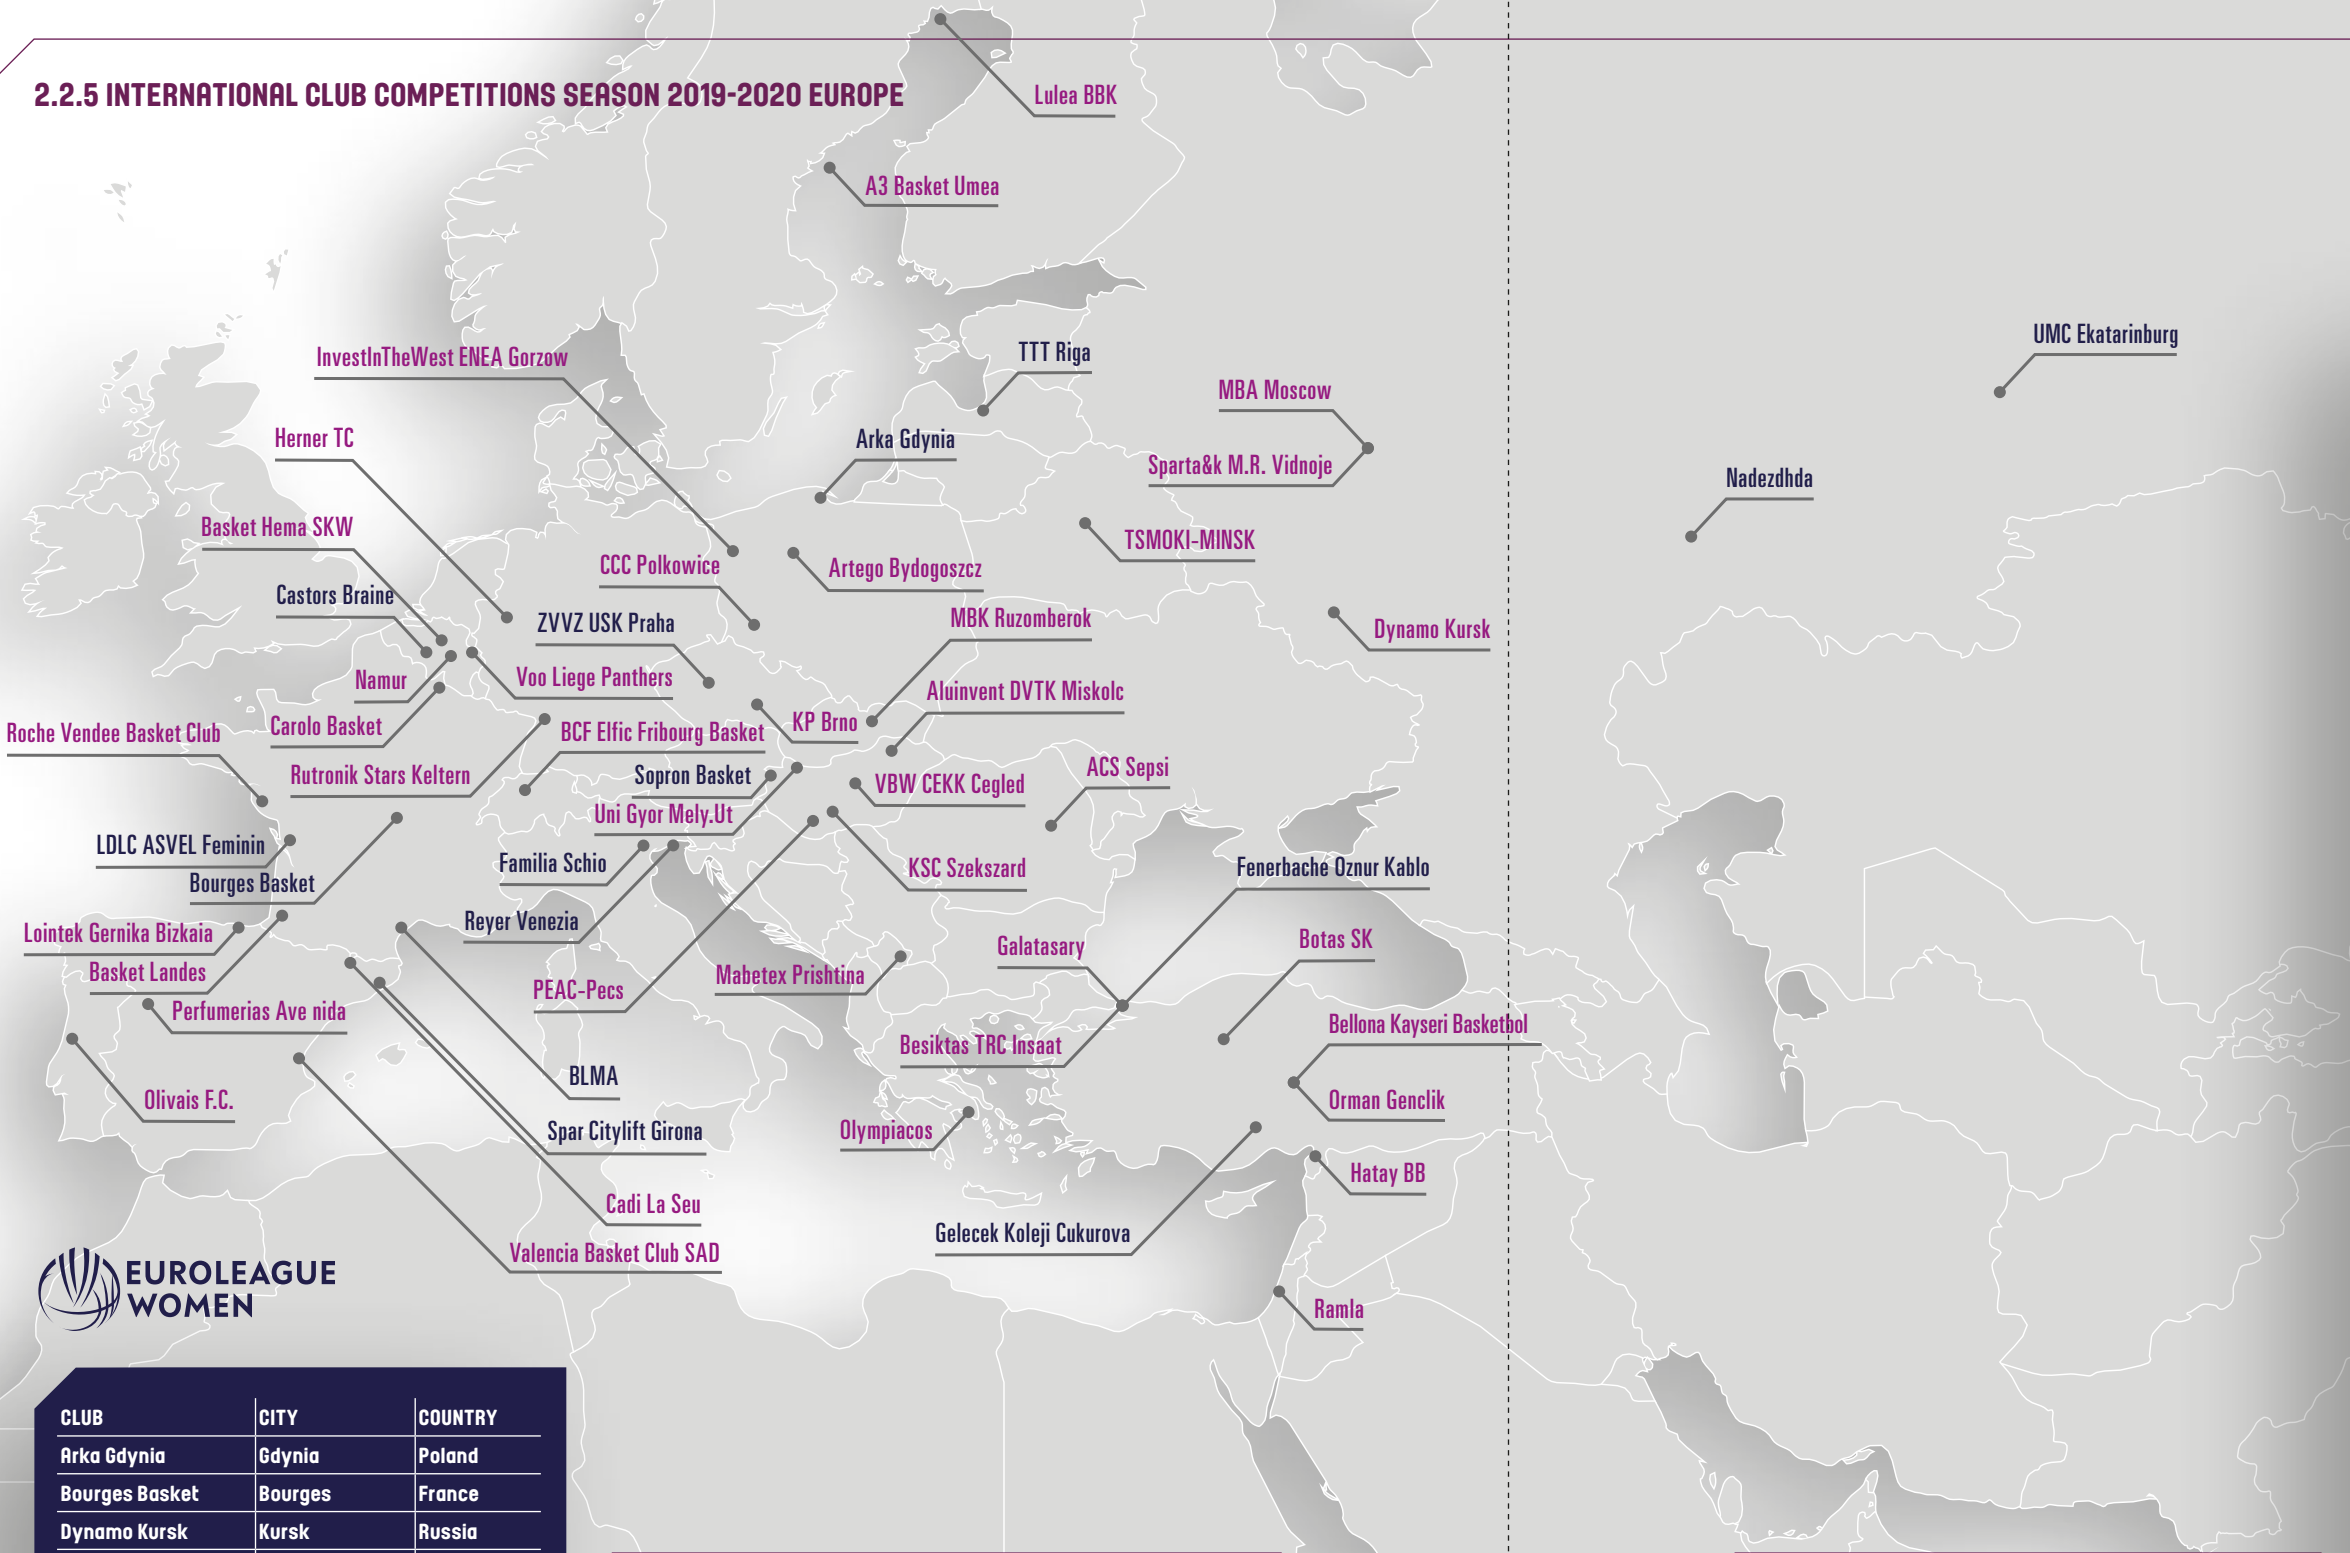 2.2.5 INTERNATIONAL CLUB COMPETITIONS SEASON 2019-2020 EUROPE
Lulea BBK
A3 Basket Umea
UMC Ekatarinburg
TTT Riga
InvestInTheWest ENEA Gorzow
MBA Moscow
Herner TC
Arka Gdynia
Sparta&k M.R. Vidnoje
Nadezdhda
Basket Hema SKW
TSMOKI-MINSK
CCC Polkowice
Artego Bydogoszcz
Castors Braine
ZVVZ USK Praha
MBK Ruzomberok
Dynamo Kursk
Namur
Voo Liege Panthers
Aluinvent DVTK Miskolc
Roche Vendee Basket Club
Carolo Basket
BCF Elfic Fribourg Basket
KP Brno
Rutronik Stars Keltern
Sopron Basket
VBW CEKK Cegled
ACS Sepsi
Uni Gyor Mely.Ut
LDLC ASVEL Feminin
Familia Schio
KSC Szekszard
Fenerbache Oznur Kablo
Bourges Basket
Reyer Venezia
Lointek Gernika Bizkaia
Galatasary
Botas SK
Basket Landes
PEAC-Pecs
Mabetex Prishtina
Perfumerias Ave nida
Bellona Kayseri Basketbol
Besiktas TRC Insaat
BLMA
Olivais F.C.
Orman Genclik
Spar Citylift Girona
Olympiacos
Hatay BB
Cadi La Seu
Gelecek Koleji Cukurova
Valencia Basket Club SAD
EUROLEAGUE
WOMEN
Ramla
CLUB CITY COUNTRY
Arka Gdynia Gdynia Poland
Bourges Basket Bourges France
Dynamo Kursk Kursk Russia